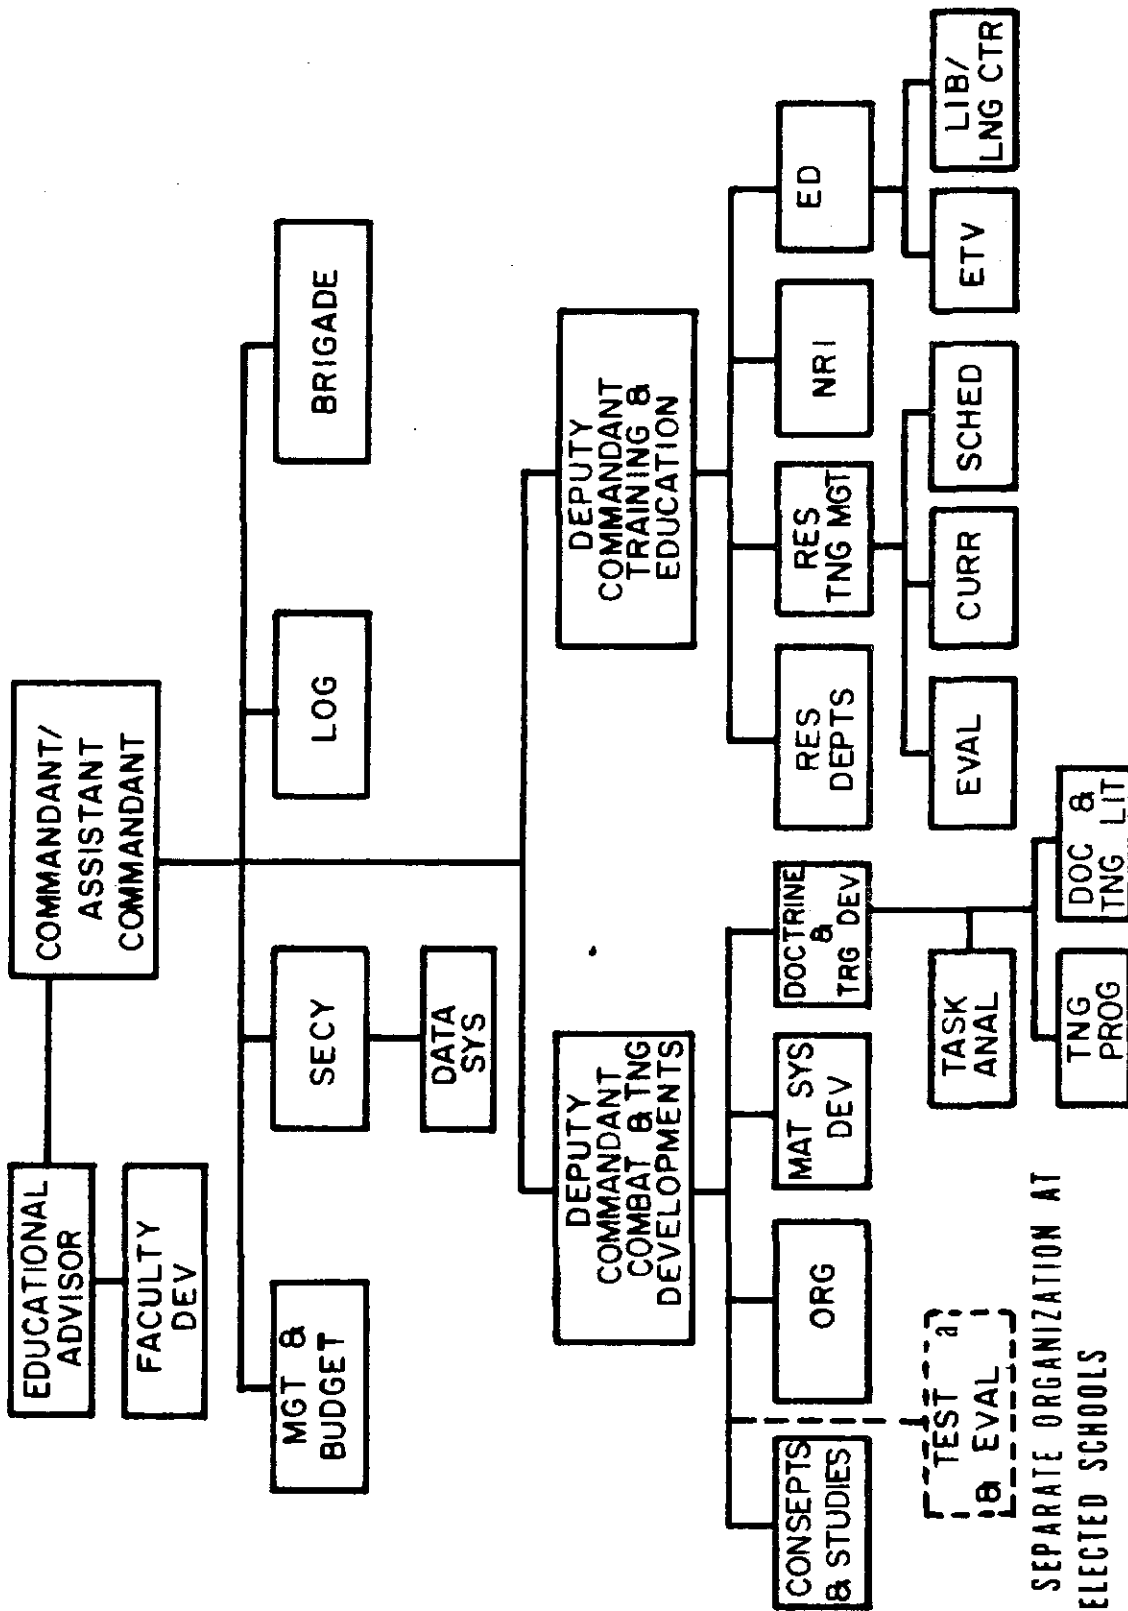 COMMANDANT/
ASSISTANT
COMMANDANT
EDUCATIONAL
ADVISOR
FACULTY
DEV
MGT &
BUDGET
SECY
LOG
BRIGADE
DATA
SYS
DEPUTY
COMMANDANT
COMBAT & TNG
DEVELOPMENTS
DEPUTY
COMMANDANT
TRAINING &
EDUCATION
CONSEPTS
& STUDIES
ORG
MAT SYS
DEV
DOCTRINE
&
TRG DEV
RES
DEPTS
RES
TNG MGT
NRI
ED
TEST a
& EVAL
TASK
ANAL
EVAL
CURR
SCHED
ETV
LIB/
LNG CTR
TNG
PROG
DOC &
TNG LIT
SEPARATE ORGANIZATION AT
ELECTED SCHOOLS